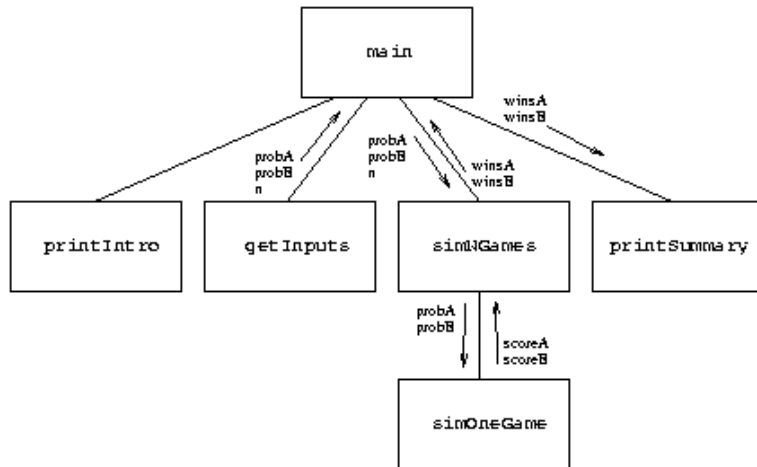 main
winsA
winsB
probA
probB
n
probA
probB
n
winsA
winsB
printIntro
getInputs
simNGames
printSummary
probA
probB
scoreA
scoreB
simOneGame